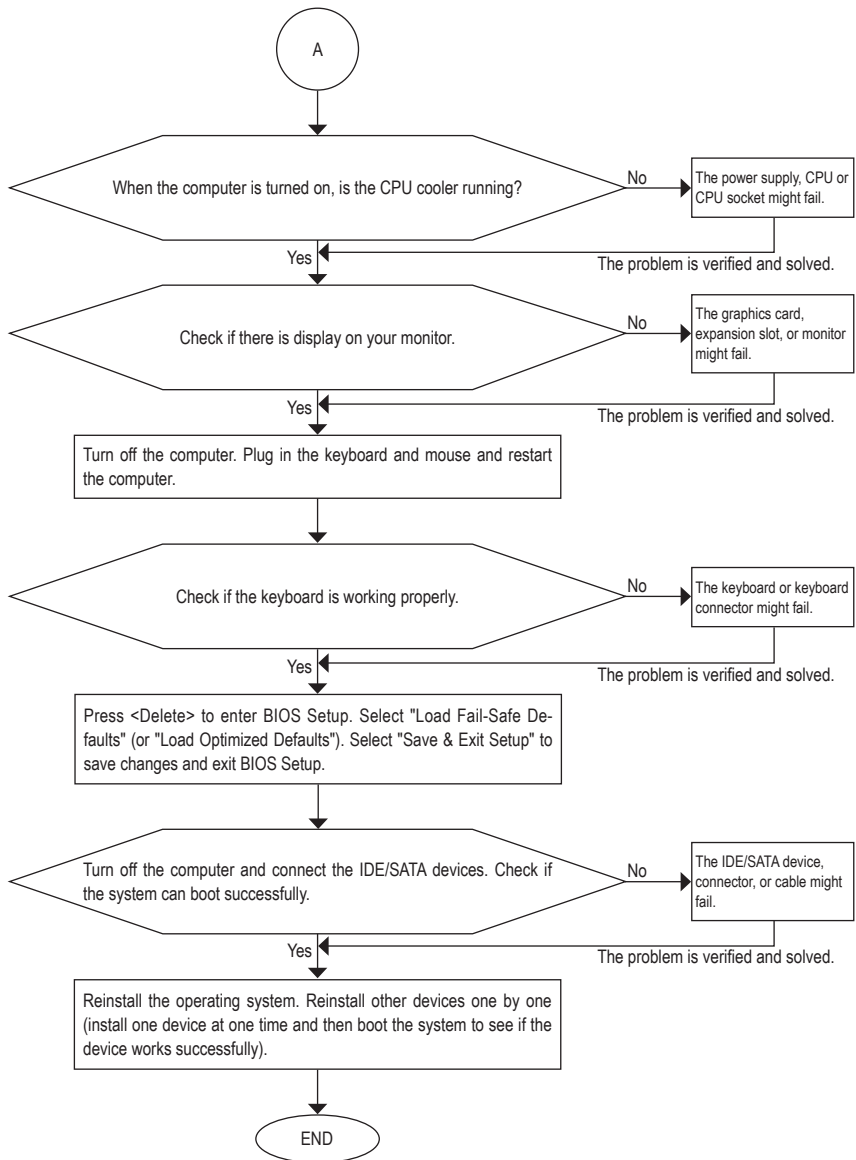 A
When the computer is turned on, is the CPU cooler running?
No
The power supply, CPU or
CPU socket might fail.
Yes
The problem is verified and solved.
Check if there is display on your monitor.
No
The graphics card,
expansion slot, or monitor
might fail.
Yes
The problem is verified and solved.
Turn off the computer. Plug in the keyboard and mouse and restart
the computer.
Check if the keyboard is working properly.
No
The keyboard or keyboard
connector might fail.
Yes
The problem is verified and solved.
Press <Delete> to enter BIOS Setup. Select "Load Fail-Safe De-
faults" (or "Load Optimized Defaults"). Select "Save & Exit Setup" to
save changes and exit BIOS Setup.
Turn off the computer and connect the IDE/SATA devices. Check if
the system can boot successfully.
No
The IDE/SATA device,
connector, or cable might
fail.
Yes
The problem is verified and solved.
Reinstall the operating system. Reinstall other devices one by one
(install one device at one time and then boot the system to see if the
device works successfully).
END